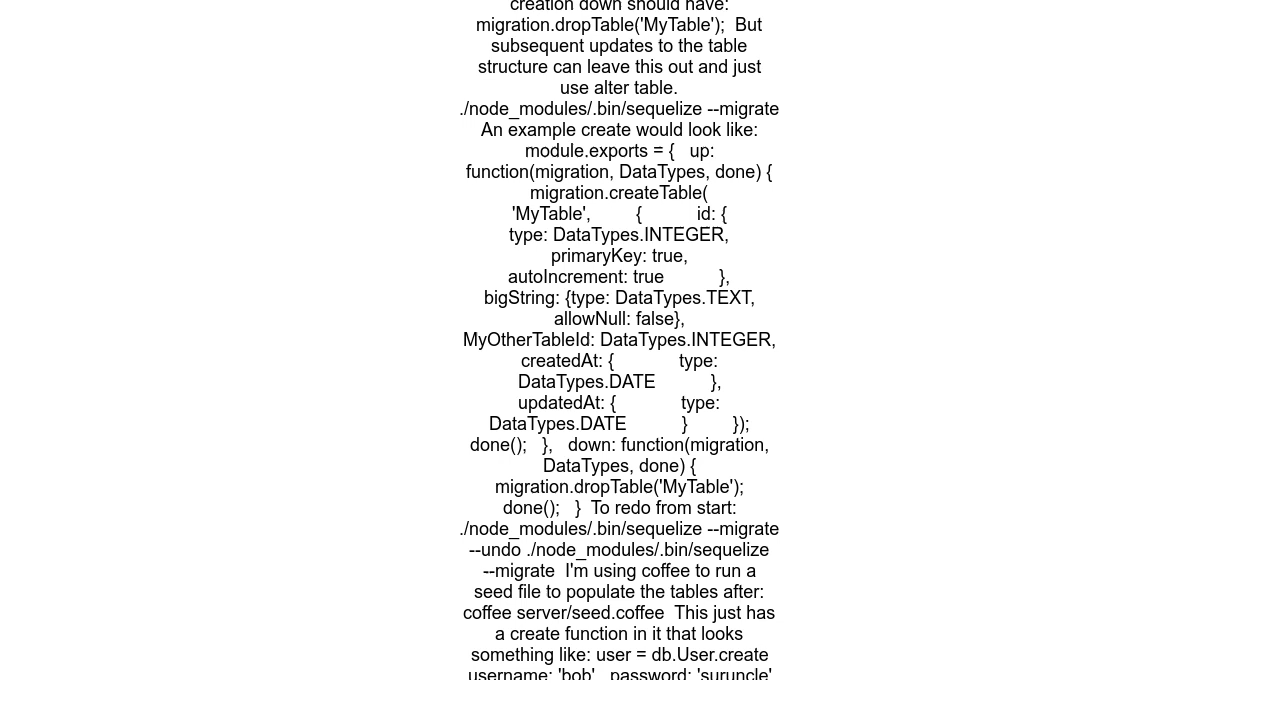 creation down should have:
migration.dropTable('MyTable');  But
subsequent updates to the table
structure can leave this out and just
use alter table.
./node_modules/.bin/sequelize --migrate
An example create would look like:
module.exports = {   up:
function(migration, DataTypes, done) {
migration.createTable(
'MyTable',         {           id: {
type: DataTypes.INTEGER,
primaryKey: true,
autoIncrement: true           },
bigString: {type: DataTypes.TEXT,
allowNull: false},
MyOtherTableId: DataTypes.INTEGER,
createdAt: {             type:
DataTypes.DATE           },
updatedAt: {             type:
DataTypes.DATE           }         });
done();   },   down: function(migration,
DataTypes, done) {
migration.dropTable('MyTable');
done();   }  To redo from start:
./node_modules/.bin/sequelize --migrate
--undo ./node_modules/.bin/sequelize
--migrate  I'm using coffee to run a
seed file to populate the tables after:
coffee server/seed.coffee  This just has
a create function in it that looks
something like: user = db.User.create
username: 'bob'   password: 'suruncle'